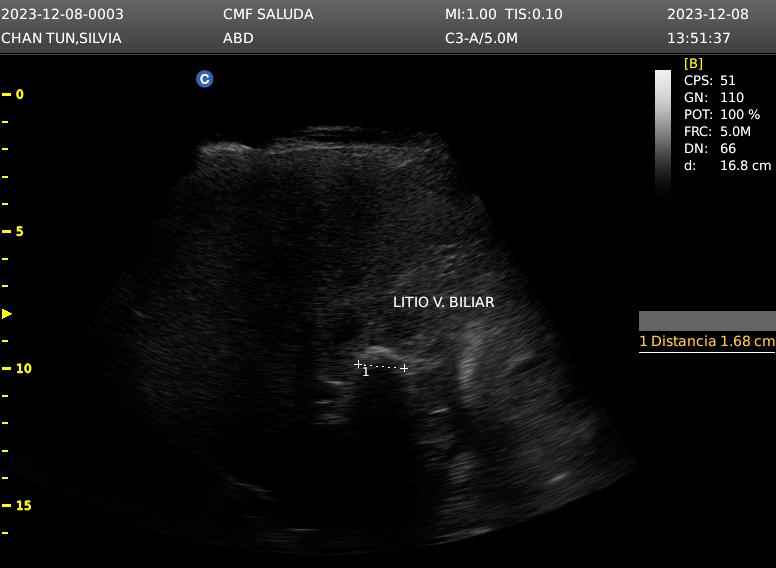 2023-12-08-0003 CMF SALUDA MI:1.00 TIS:0.10 2023-12-08
CHAN TUN,SILVIA ABD C3-A/5.0M 13:51:37
C
[B]
CPS: 51
GN: 110
POT: 100 %
FRC: 5.0M
DN: 66
d: 16.8 cm
0
5
10
15
LITIO V. BILIAR
1
1 Distancia 1.68 cm